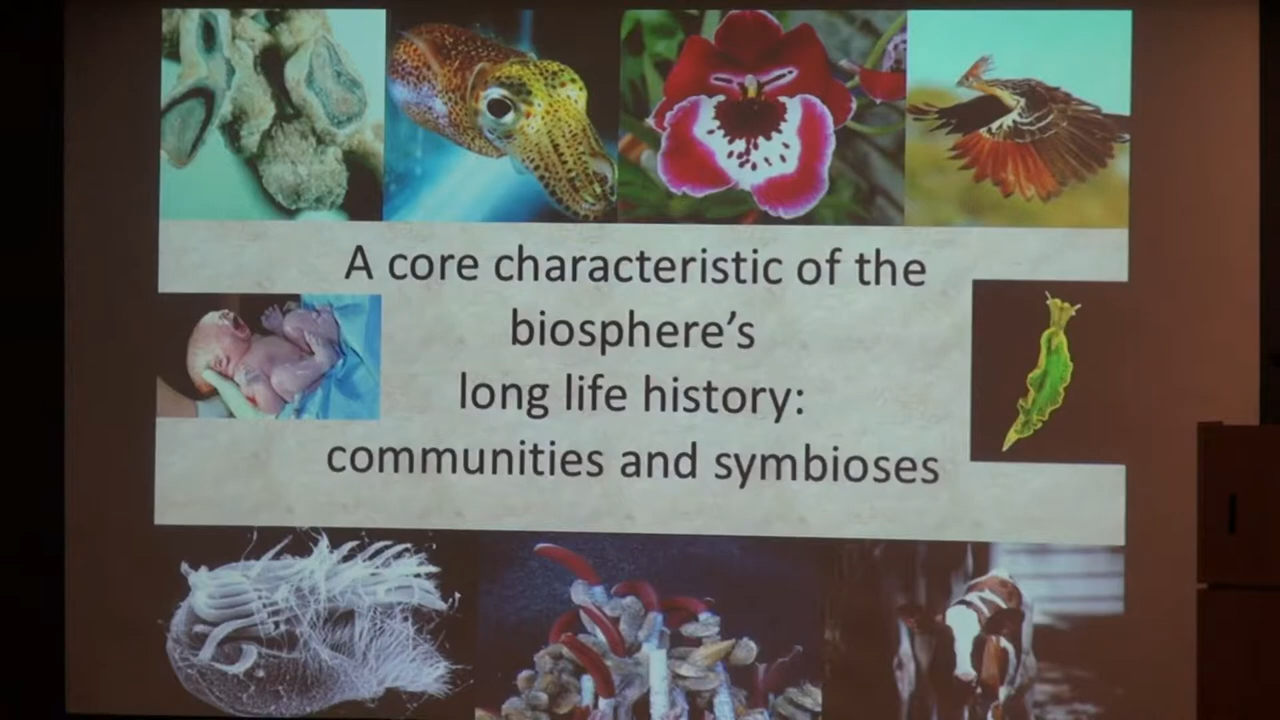 A core characteristic of the
biosphere’s
long life history:
communities and symbioses